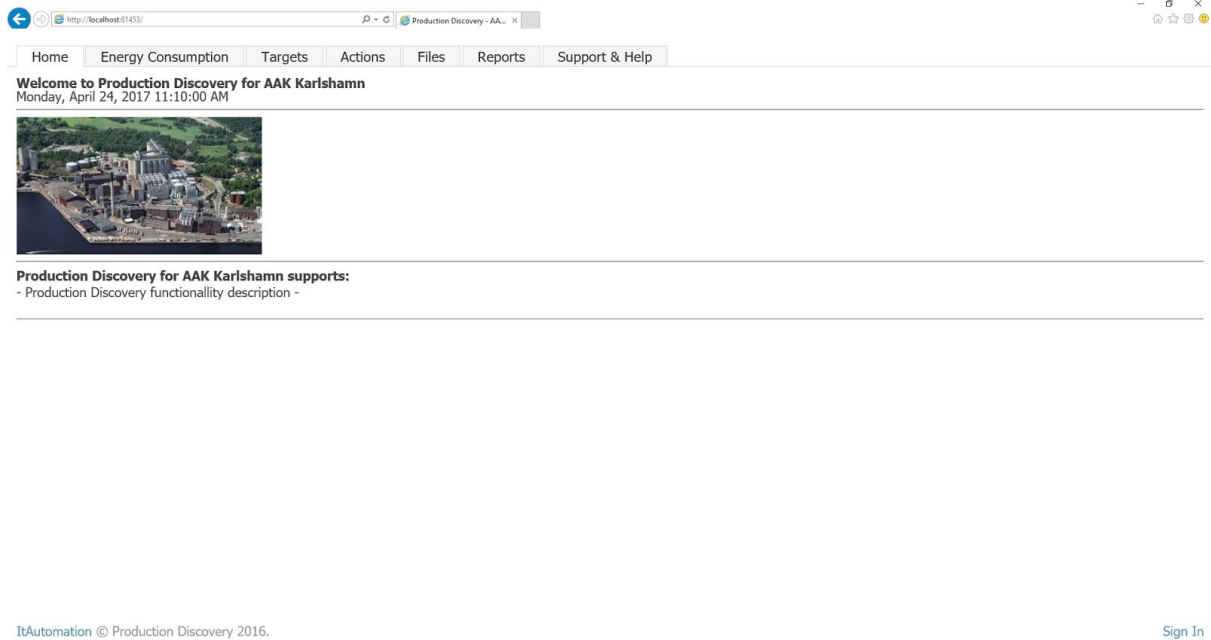 http://localhost:61453/
Production Discovery - AA...
Home Energy Consumption Targets Actions Files Reports Support & Help
Welcome to Production Discovery for AAK Karlshamn
Monday, April 24, 2017 11:10:00 AM
Production Discovery for AAK Karlshamn supports:
- Production Discovery functionallity description -
ItAutomation © Production Discovery 2016.
Sign In